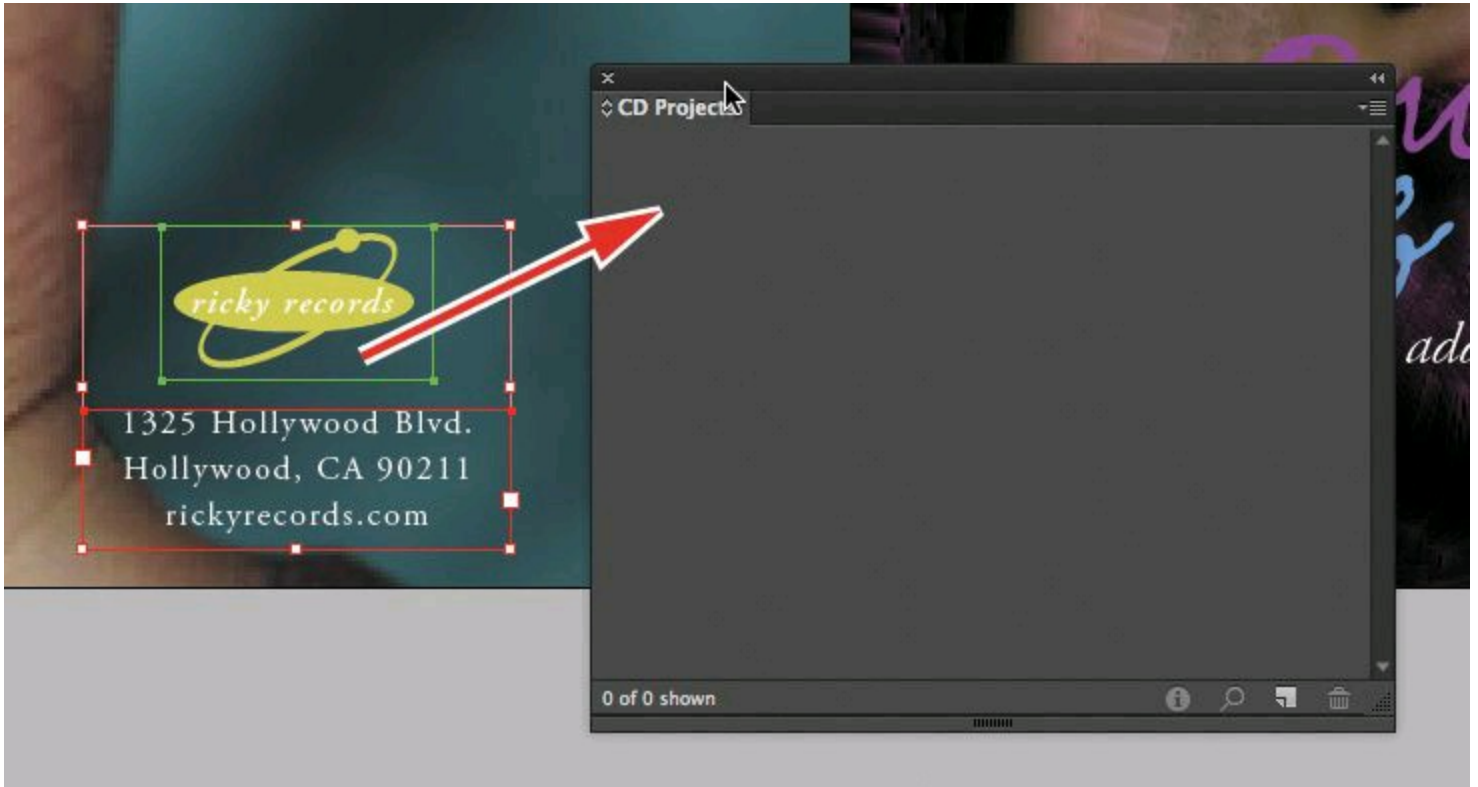 CD Projects
ricky records
1325 Hollywood Blvd.
Hollywood, CA 90211
rickyrecords.com
0 of 0 shown